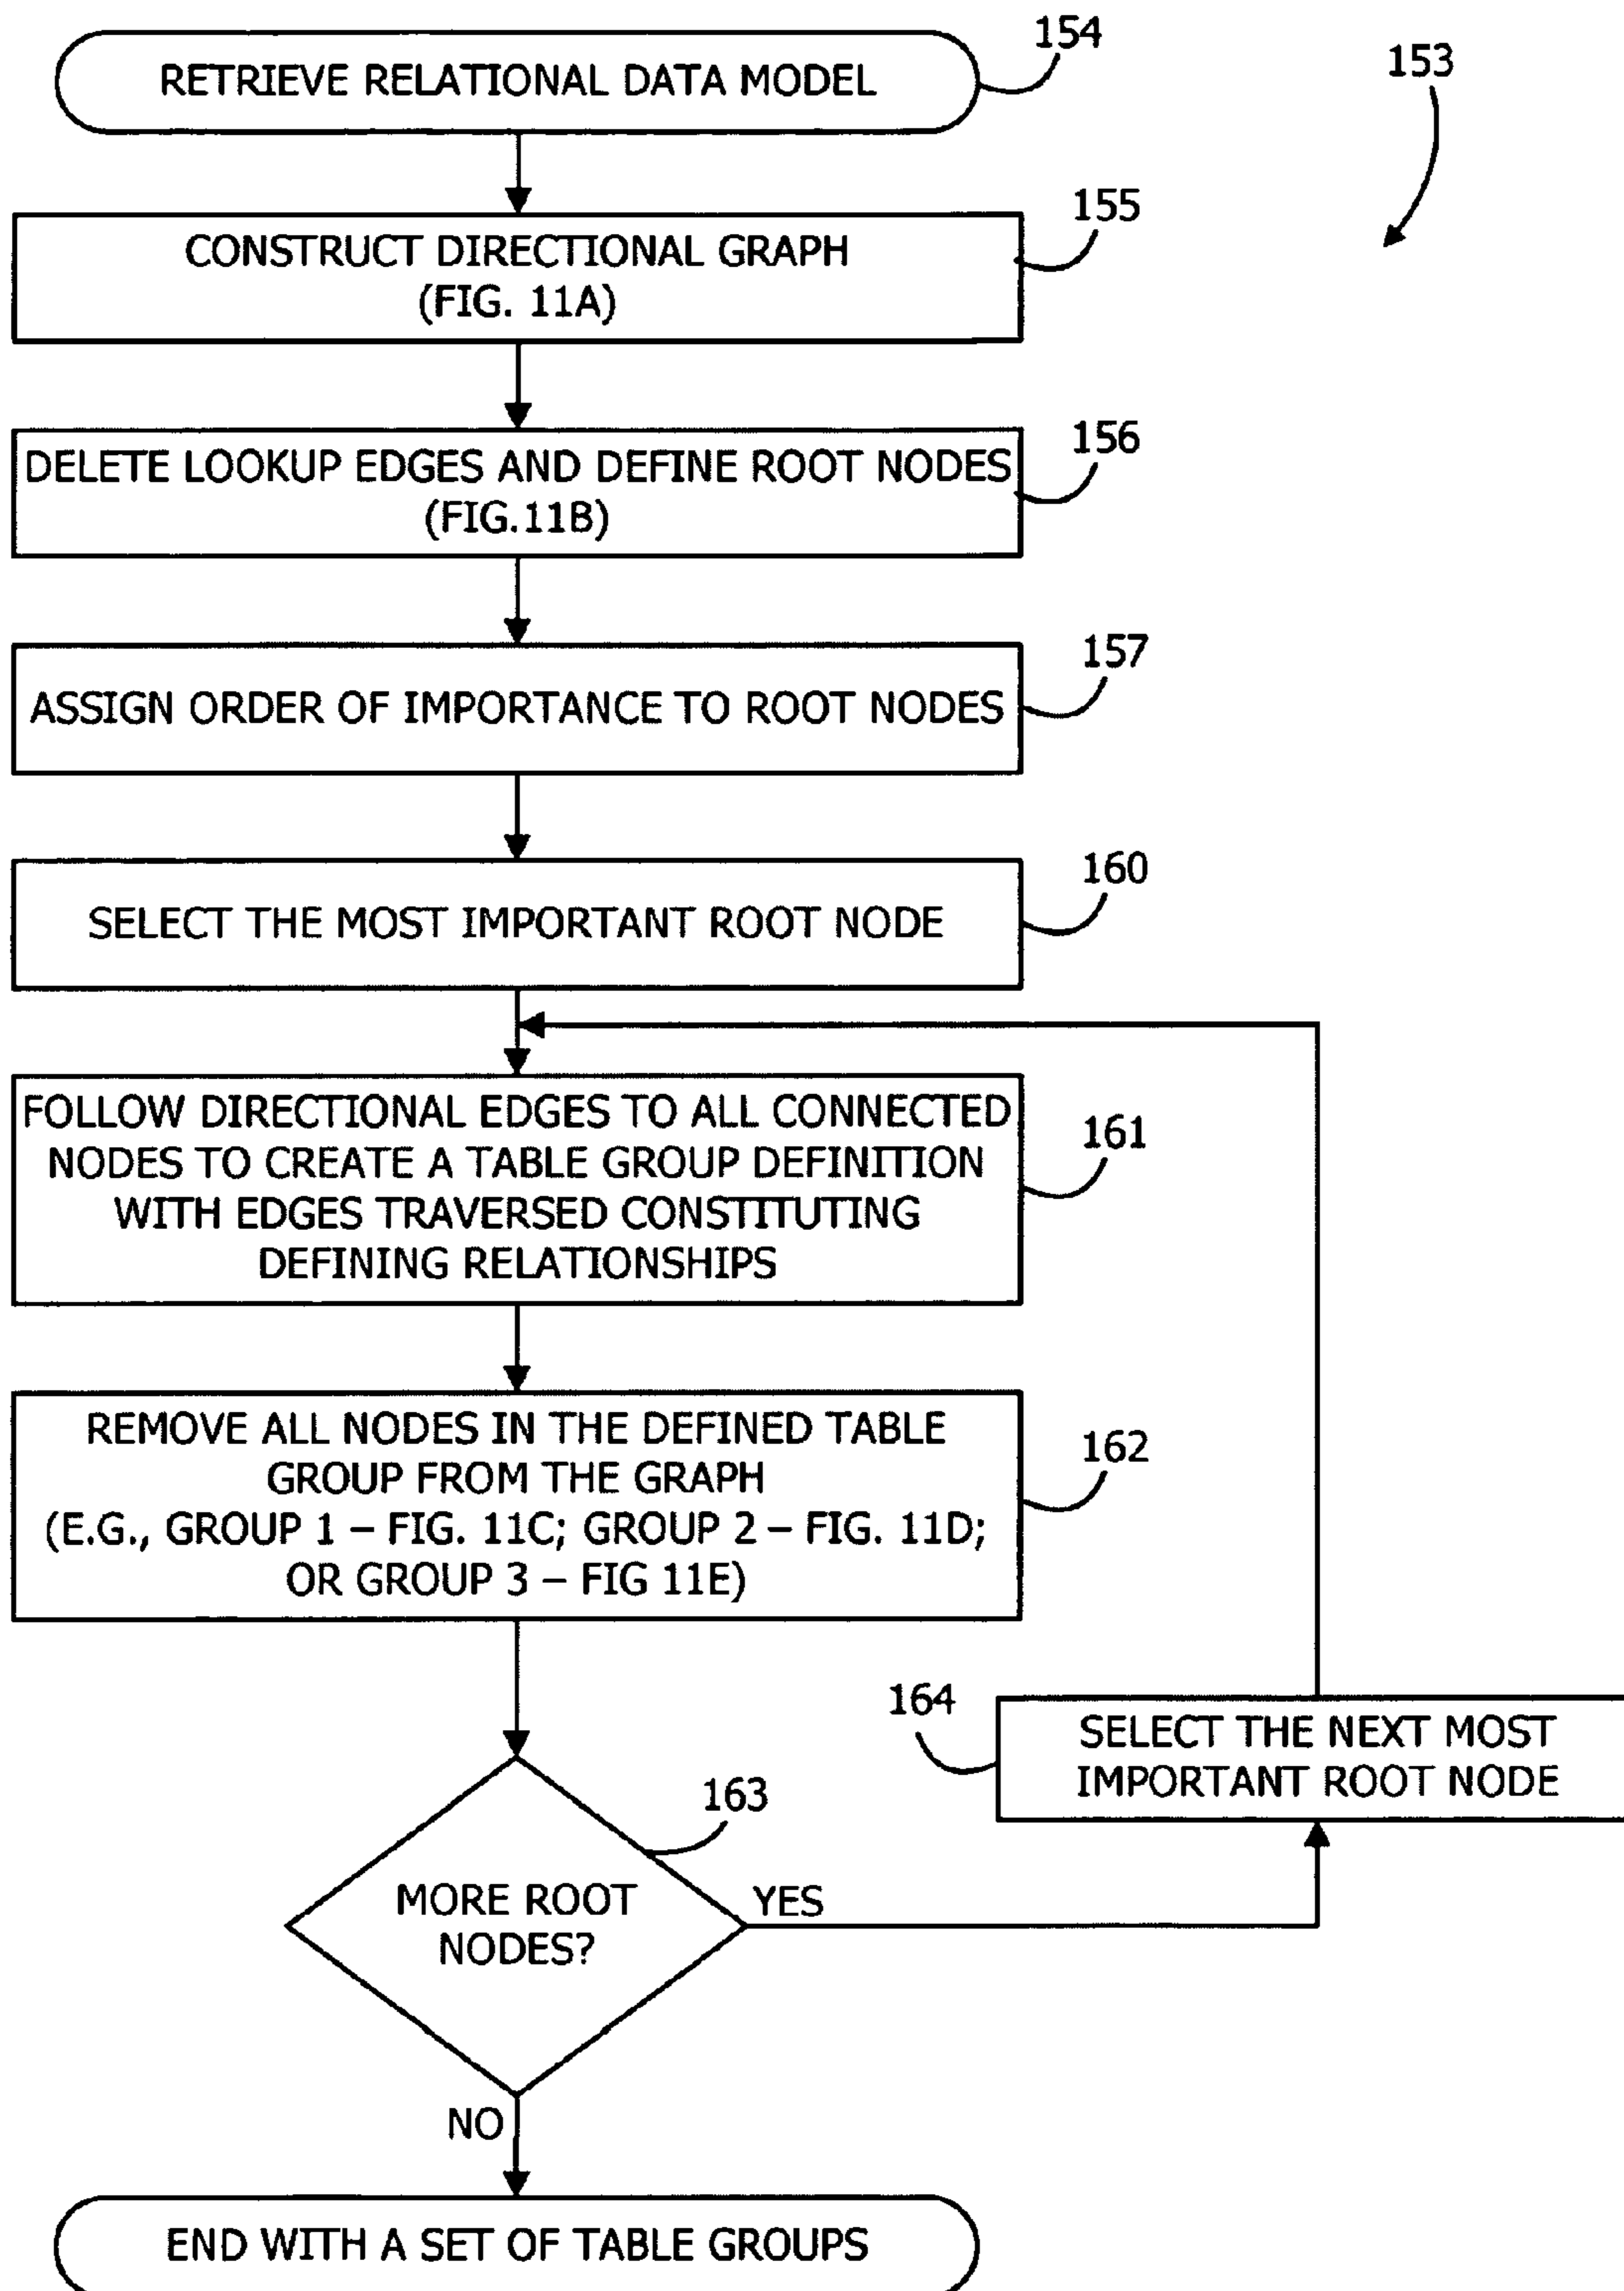 RETRIEVE RELATIONAL DATA MODEL
154
153
CONSTRUCT DIRECTIONAL GRAPH
(FIG. 11A)
155
DELETE LOOKUP EDGES AND DEFINE ROOT NODES
(FIG.11B)
156
ASSIGN ORDER OF IMPORTANCE TO ROOT NODES
157
SELECT THE MOST IMPORTANT ROOT NODE
160
FOLLOW DIRECTIONAL EDGES TO ALL CONNECTED
NODES TO CREATE A TABLE GROUP DEFINITION
WITH EDGES TRAVERSED CONSTITUTING
DEFINING RELATIONSHIPS
161
REMOVE ALL NODES IN THE DEFINED TABLE
GROUP FROM THE GRAPH
(E.G., GROUP 1 – FIG. 11C; GROUP 2 – FIG. 11D;
OR GROUP 3 – FIG 11E)
162
164
SELECT THE NEXT MOST
IMPORTANT ROOT NODE
163
MORE ROOT
NODES?
YES
NO
END WITH A SET OF TABLE GROUPS